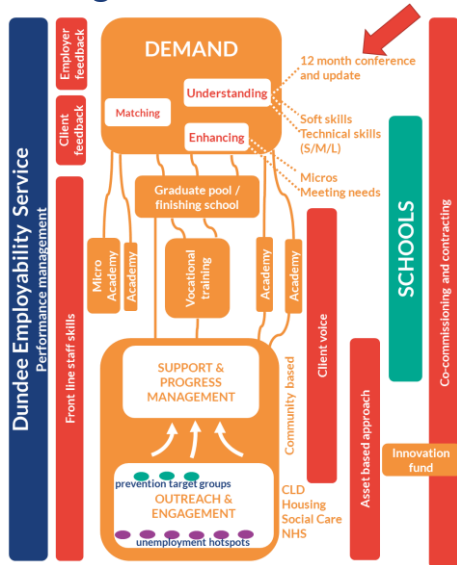 Dundee Employability Service
Performance management
Employer
feedback
Client
feedback
Front line staff skills
DEMAND
Understanding
Matching
Enhancing
12 month conference
and update
Soft skills
Technical skills
(S/M/L)
Micros
Meeting needs
Graduate pool /
finishing school
Micro
Academy
Academy
Vocational
training
Academy
Academy
SUPPORT &
PROGRESS
MANAGEMENT
Community based
prevention target groups
OUTREACH &
ENGAGEMENT
unemployment hotspots
CLD
Housing
Social Care
NHS
Client voice
Asset based approach
SCHOOLS
Innovation
fund
Co-commissioning and contracting